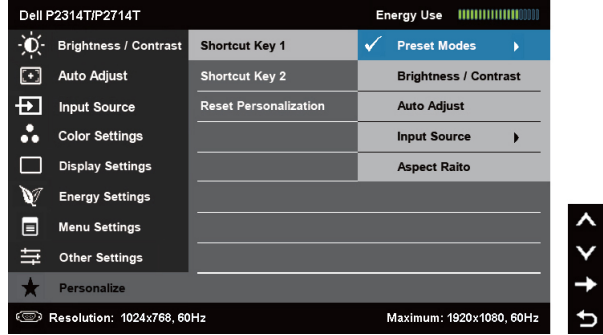 Dell P2314T/P2714T Energy Use
Brightness / Contrast Shortcut Key 1 Preset Modes
Auto Adjust Shortcut Key 2 Brightness / Contrast
Input Source Reset Personalization Auto Adjust
Color Settings Input Source
Display Settings Aspect Raito
Energy Settings
Menu Settings
Other Settings
Personalize
Resolution: 1024x768, 60Hz Maximum: 1920x1080, 60Hz